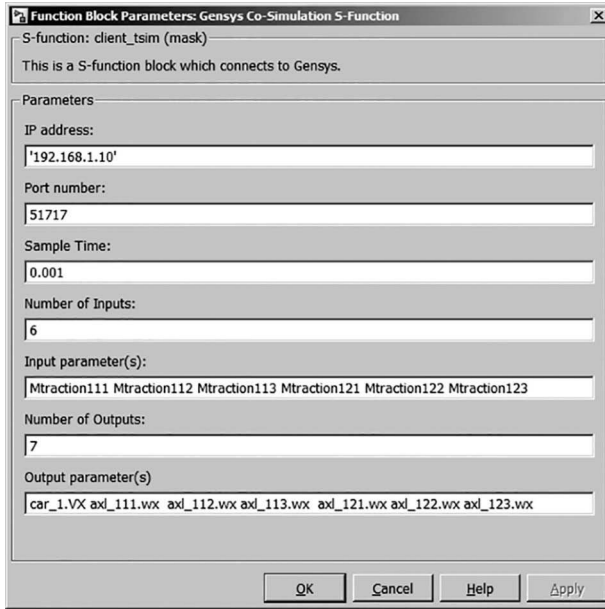 Function Block Parameters: Gensys Co-Simulation S-Function
S-function: client_tsim (mask)
This is a S-function block which connects to Gensys.
Parameters
IP address:
'192.168.1.10'
Port number:
51717
Sample Time:
0.001
Number of Inputs:
6
Input parameter(s):
Mtraction111 Mtraction112 Mtraction113 Mtraction121 Mtraction122 Mtraction123
Number of Outputs:
7
Output parameter(s)
car_1.VX axl_111.wx axl_112.wx axl_113.wx axl_121.wx axl_122.wx axl_123.wx
OK Cancel Help Apply